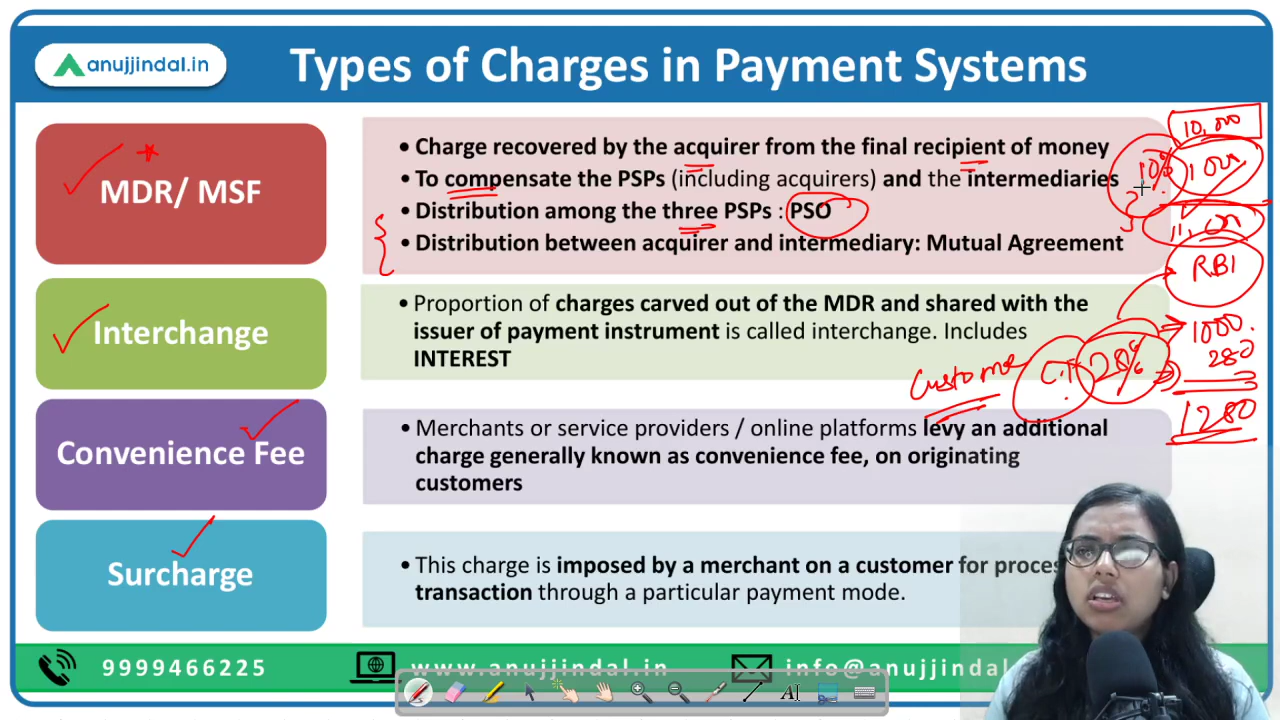 anujjindal.in
Types of Charges in Payment Systems
MDR/ MSF
• Charge recovered by the acquirer from the final recipient of money
• To compensate the PSPs (including acquirers) and the intermediaries
• Distribution among the three PSPs : PSO
• Distribution between acquirer and intermediary: Mutual Agreement
Interchange
• Proportion of charges carved out of the MDR and shared with the
issuer of payment instrument is called interchange. Includes
INTEREST
Convenience Fee
• Merchants or service providers / online platforms levy an additional
charge generally known as convenience fee, on originating
customers
Surcharge
• This charge is imposed by a merchant on a customer for proces
transaction through a particular payment mode.
10%
RBI
1000
280
1280
Customer
28%
9999466225
www.anujjindal.in
info@anujjindal